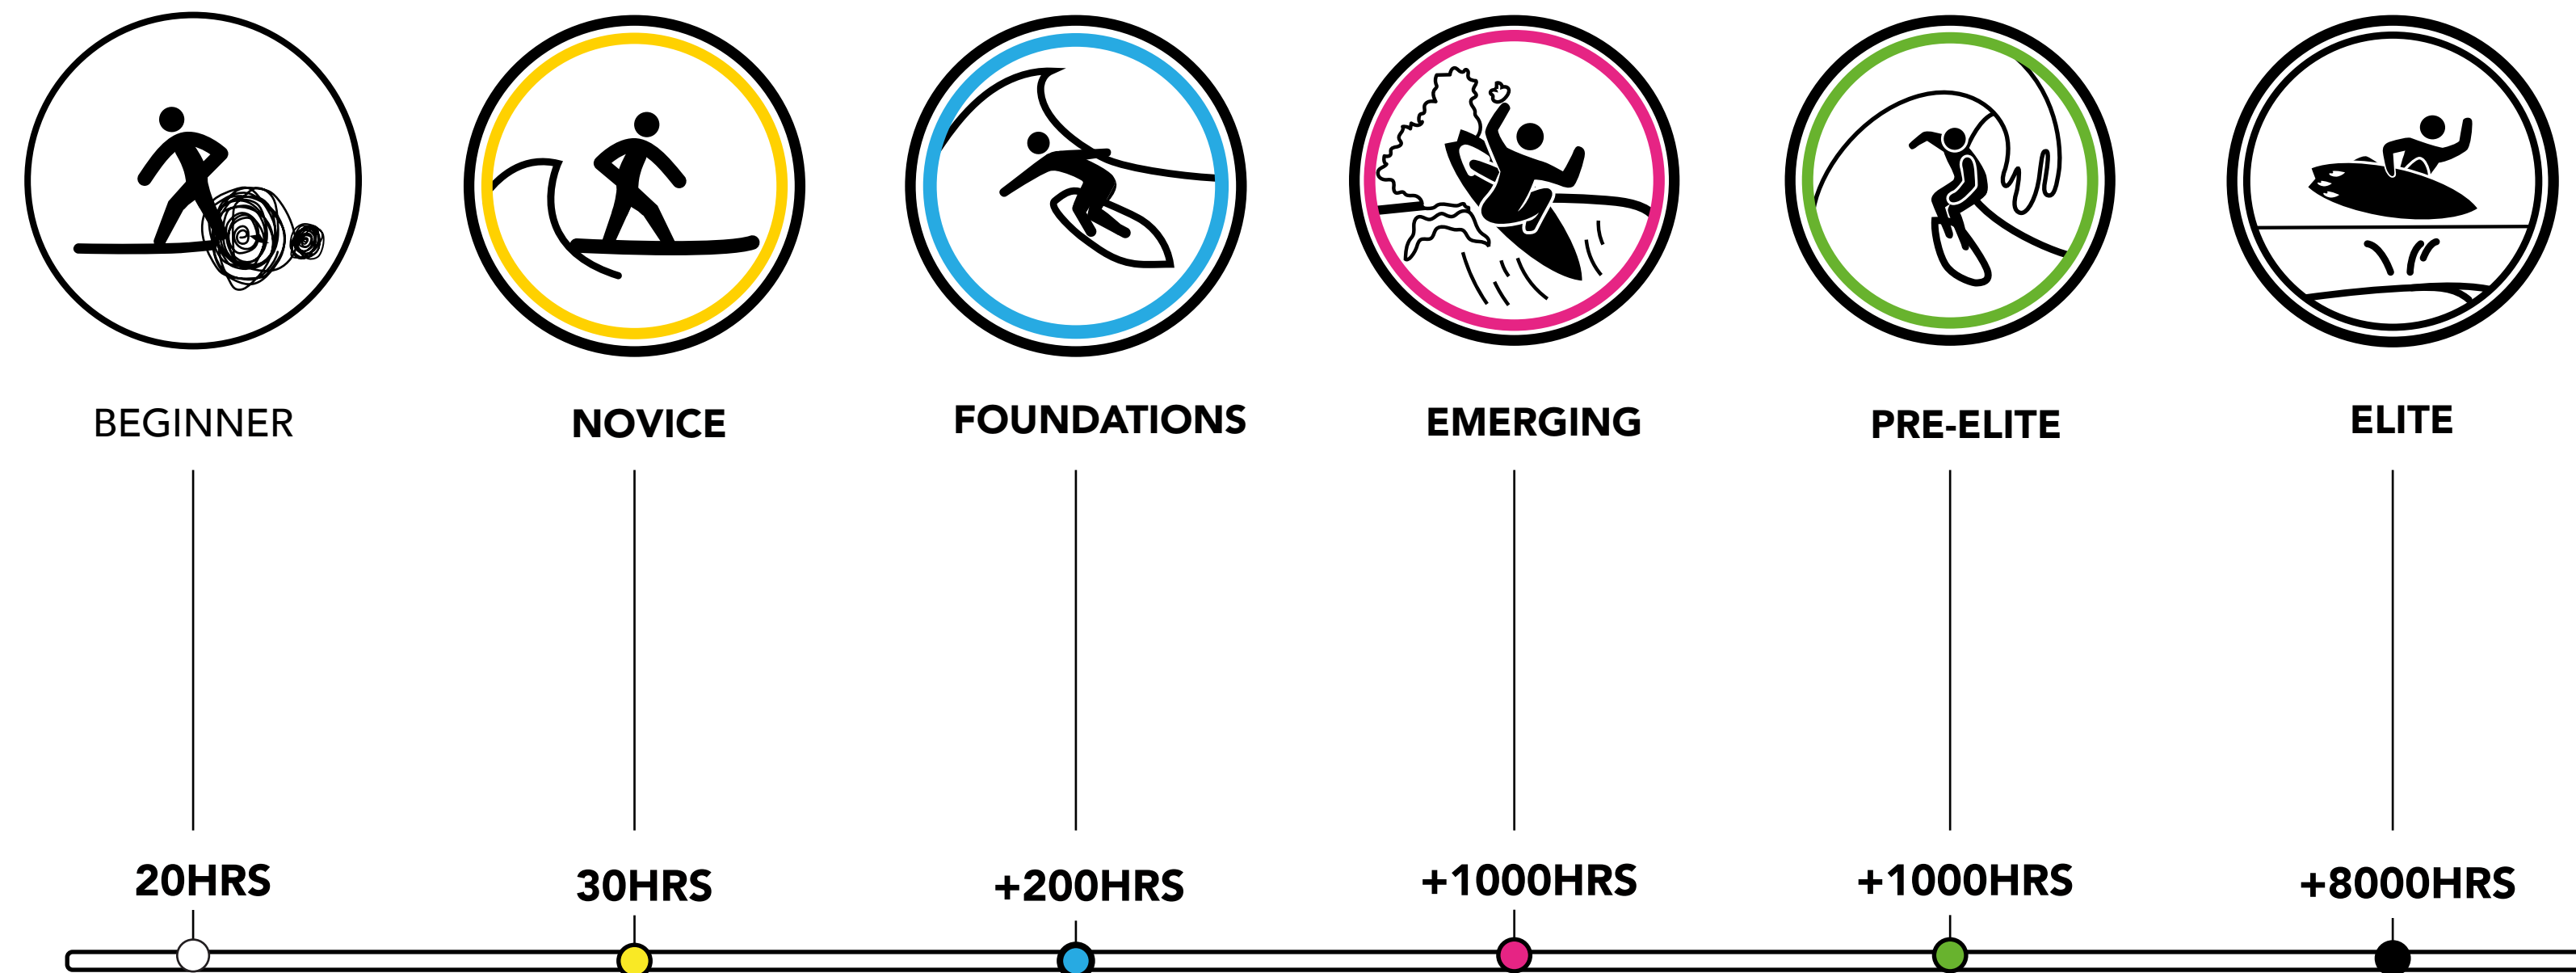 BEGINNER
NOVICE
FOUNDATIONS
EMERGING
PRE-ELITE
ELITE
20HRS
30HRS
+200HRS
+1000HRS
+1000HRS
+8000HRS